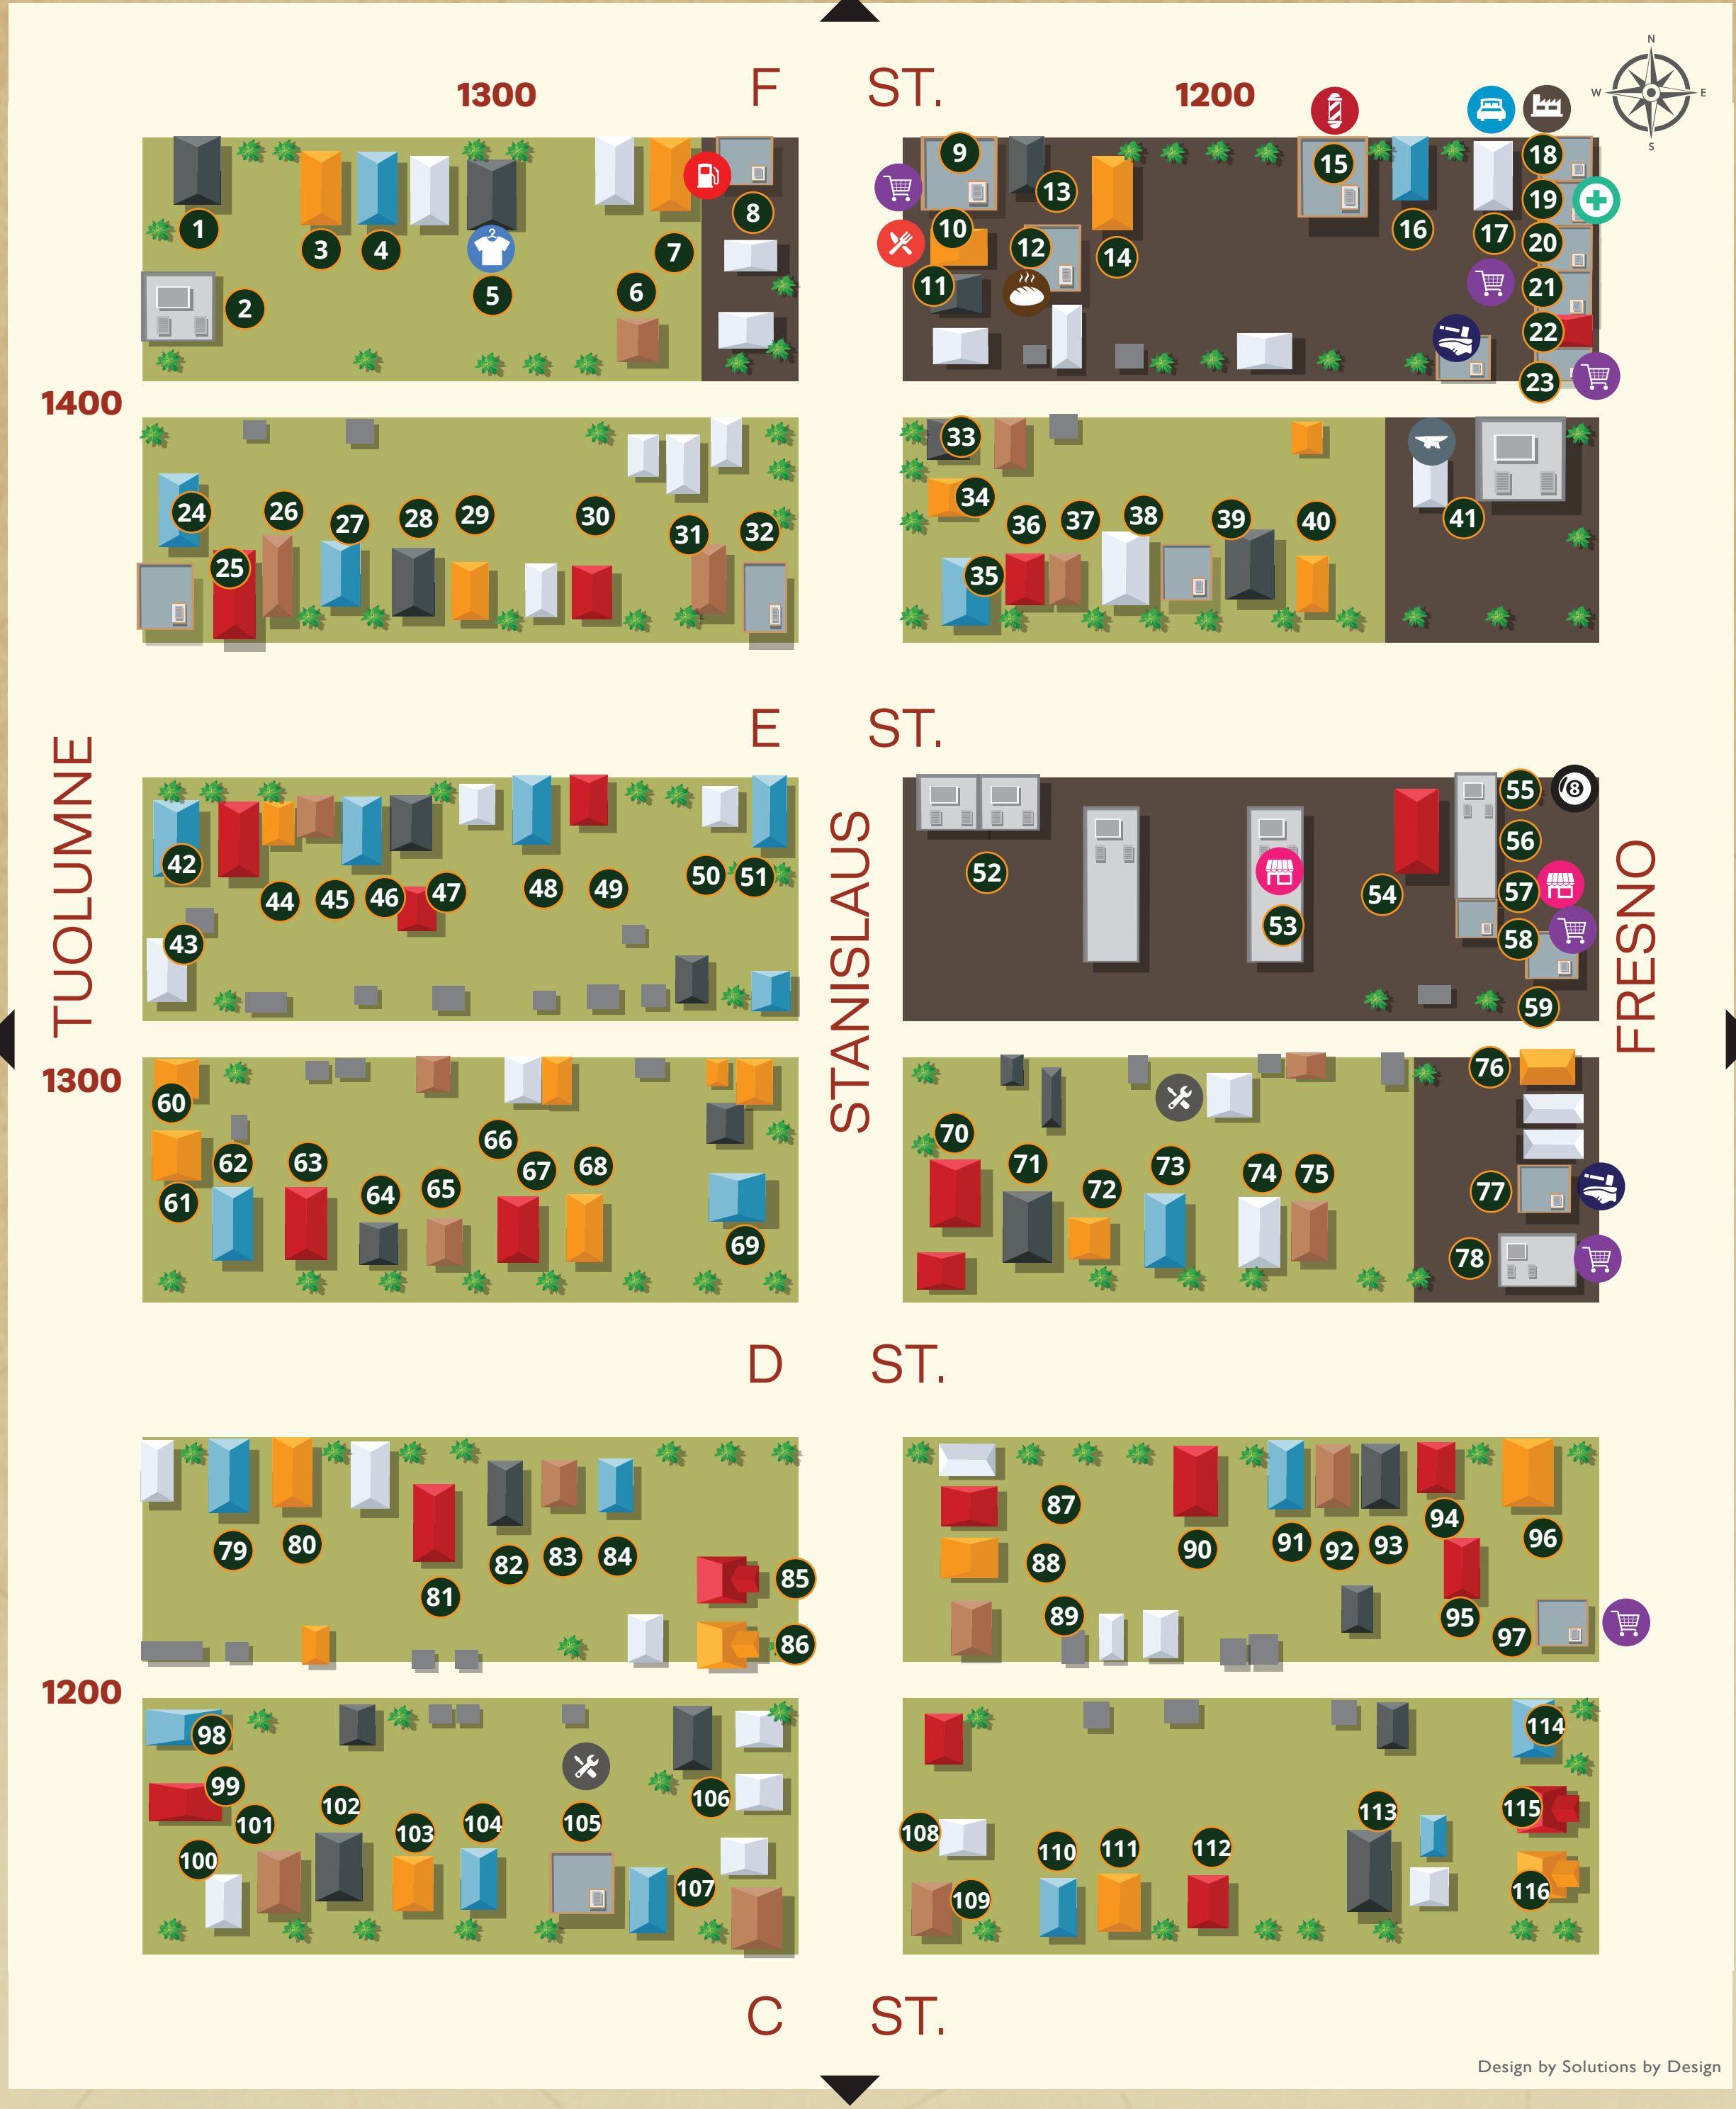 N
W E
S
1300 F ST. 1200
1 2 3 4 5 6 7 8
9 10 11 12 13 14 15 16 17 18 19 20 21 22 23
1400
24 25 26 27 28 29 30 31 32
33 34 35 36 37 38 39 40 41
E ST.
TUOLUMNE
STANISLAUS
FRESNO
42 43 44 45 46 47 48 49 50 51
52 53 54 55 8 56 57 58 59
1300
60 61 62 63 64 65 66 67 68 69
70 71 72 73 74 75 76 77 78
D ST.
79 80 81 82 83 84 85 86
87 88 89 90 91 92 93 94 95 96 97
1200
98 99 100 101 102 103 104 105 106 107
108 109 110 111 112 113 114 115 116
C ST.
Design by Solutions by Design